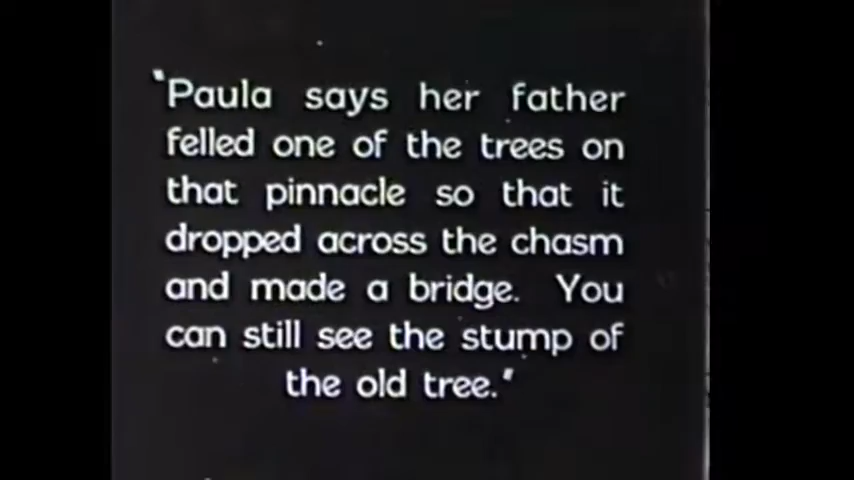 "Paula says her father
felled one of the trees on
that pinnacle so that it
dropped across the chasm
and made a bridge. You
can still see the stump of
the old tree."